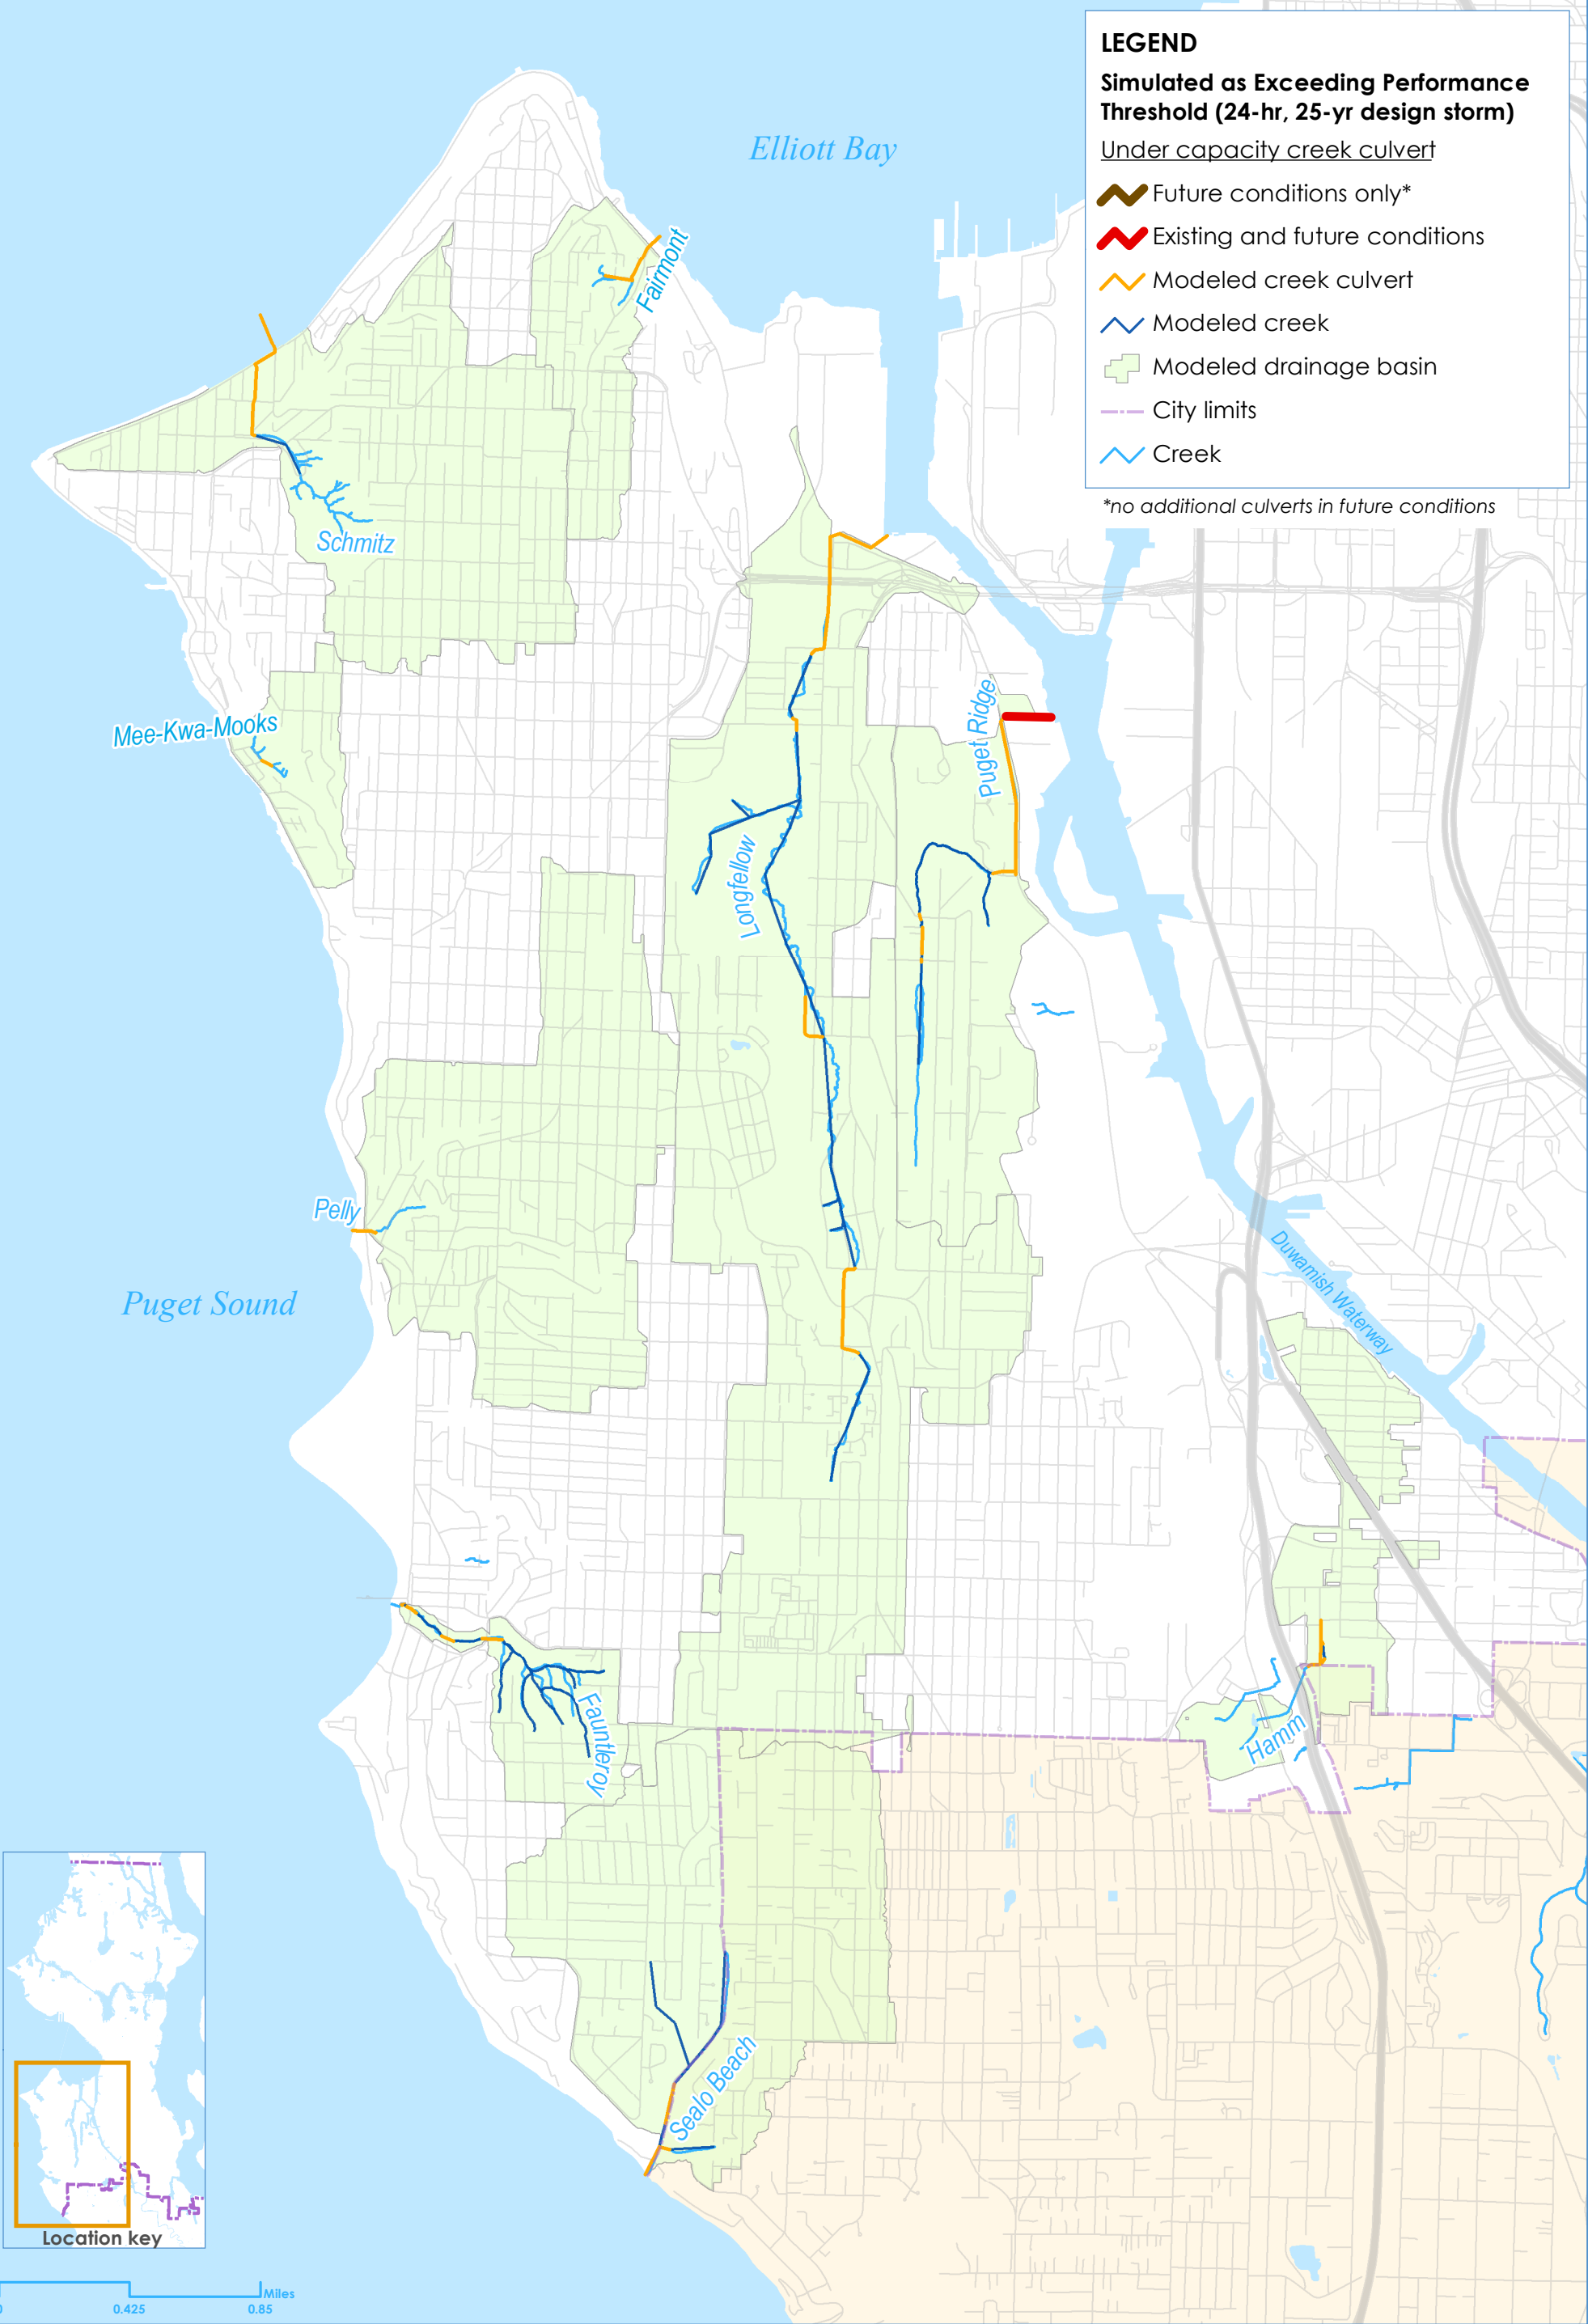 LEGEND
Simulated as Exceeding Performance
Threshold (24-hr, 25-yr design storm)
Under capacity creek culvert
Future conditions only*
Existing and future conditions
Modeled creek culvert
Modeled creek
Modeled drainage basin
City limits
Creek
*no additional culverts in future conditions
Elliott Bay
Fairmont
Schmitz
Puget Ridge
Mee-Kwa-Mooks
Longfellow
Pelly
Duwamish Waterway
Puget Sound
Fauntleroy
Hamm
Sealo Beach
Location key
Miles
0 0.425 0.85